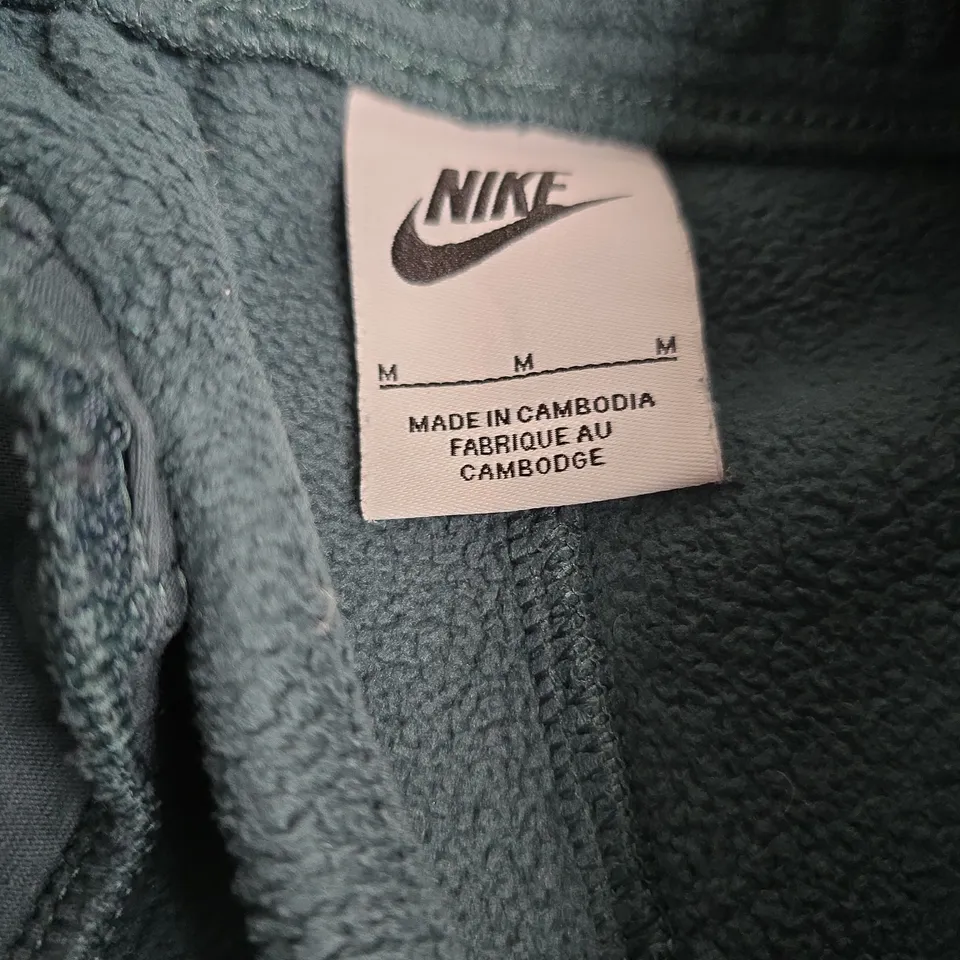 NIKE
M M M
MADE IN CAMBODIA
FABRIQUE AU
CAMBODGE